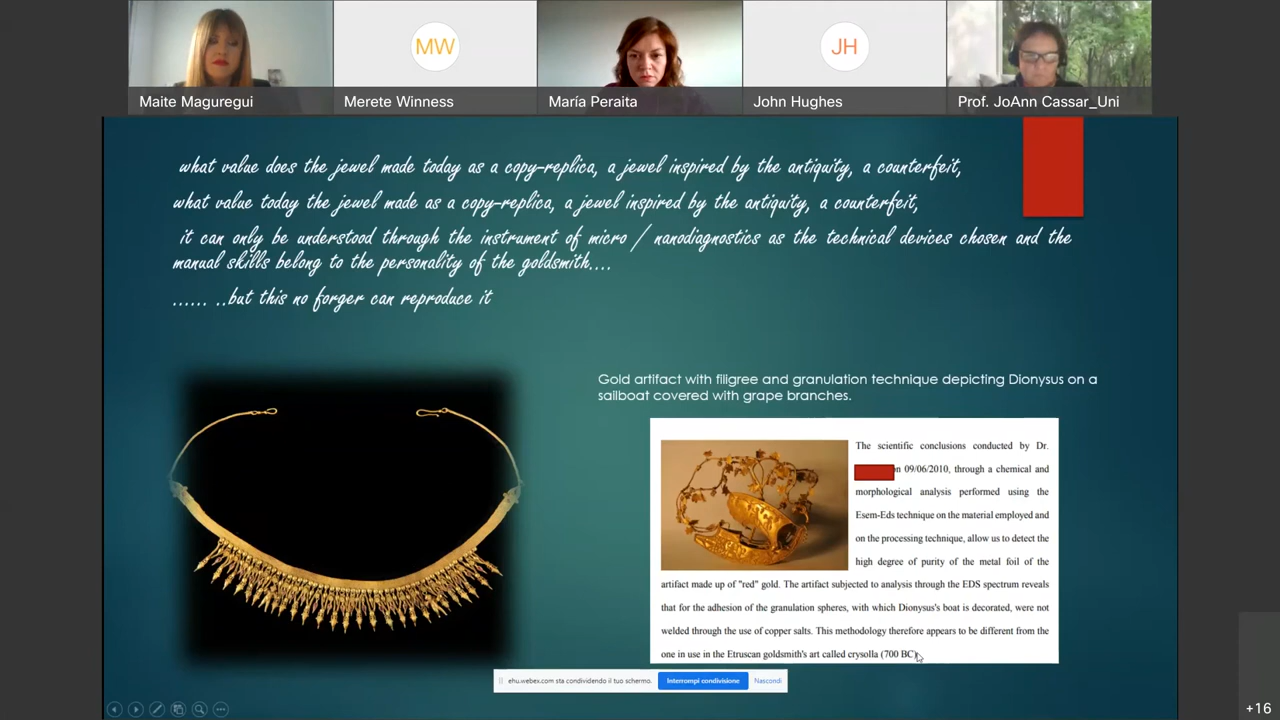 MW
JH
Maite Maguregui
Merete Winness
María Peraita
John Hughes
Prof. JoAnn Cassar_Uni
what value does the jewel made today as a copy-replica, a jewel inspired by the antiquity, a counterfeit,
what value today the jewel made as a copy-replica, a jewel inspired by the antiquity, a counterfeit,
it can only be understood through the instrument of micro / nanodiagnostics as the technical devices chosen and the
manual skills belong to the personality of the goldsmith....
...... ..but this no forger can reproduce it
Gold artifact with filigree and granulation technique depicting Dionysus on a
sailboat covered with grape branches.
The scientific conclusions conducted by Dr.
n 09/06/2010, through a chemical and
morphological analysis performed using the
Esem-Eds technique on the material employed and
on the processing technique, allow us to detect the
high degree of purity of the metal foil of the
artifact made up of "red" gold. The artifact subjected to analysis through the EDS spectrum reveals
that for the adhesion of the granulation spheres, with which Dionysus's boat is decorated, were not
welded through the use of copper salts. This methodology therefore appears to be different from the
one in use in the Etruscan goldsmith's art called crysolla (700 BC).
ehu.webex.com sta condividendo il tuo schermo.
Interrompi condivisione
Nascondi
+16